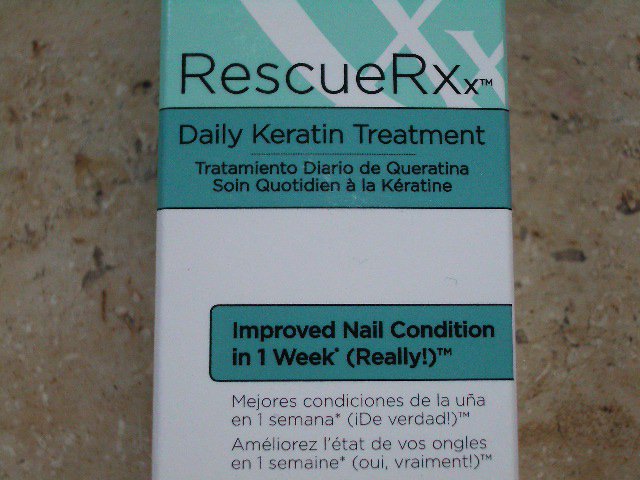 RescueRxx™
Daily Keratin Treatment
Tratamiento Diario de Queratina
Soin Quotidien à la Kératine
Improved Nail Condition
in 1 Week* (Really!)™
Mejores condiciones de la uña
en 1 semana* (¡De verdad!)™
Améliorez l'état de vos ongles
en 1 semaine* (oui, vraiment!)™